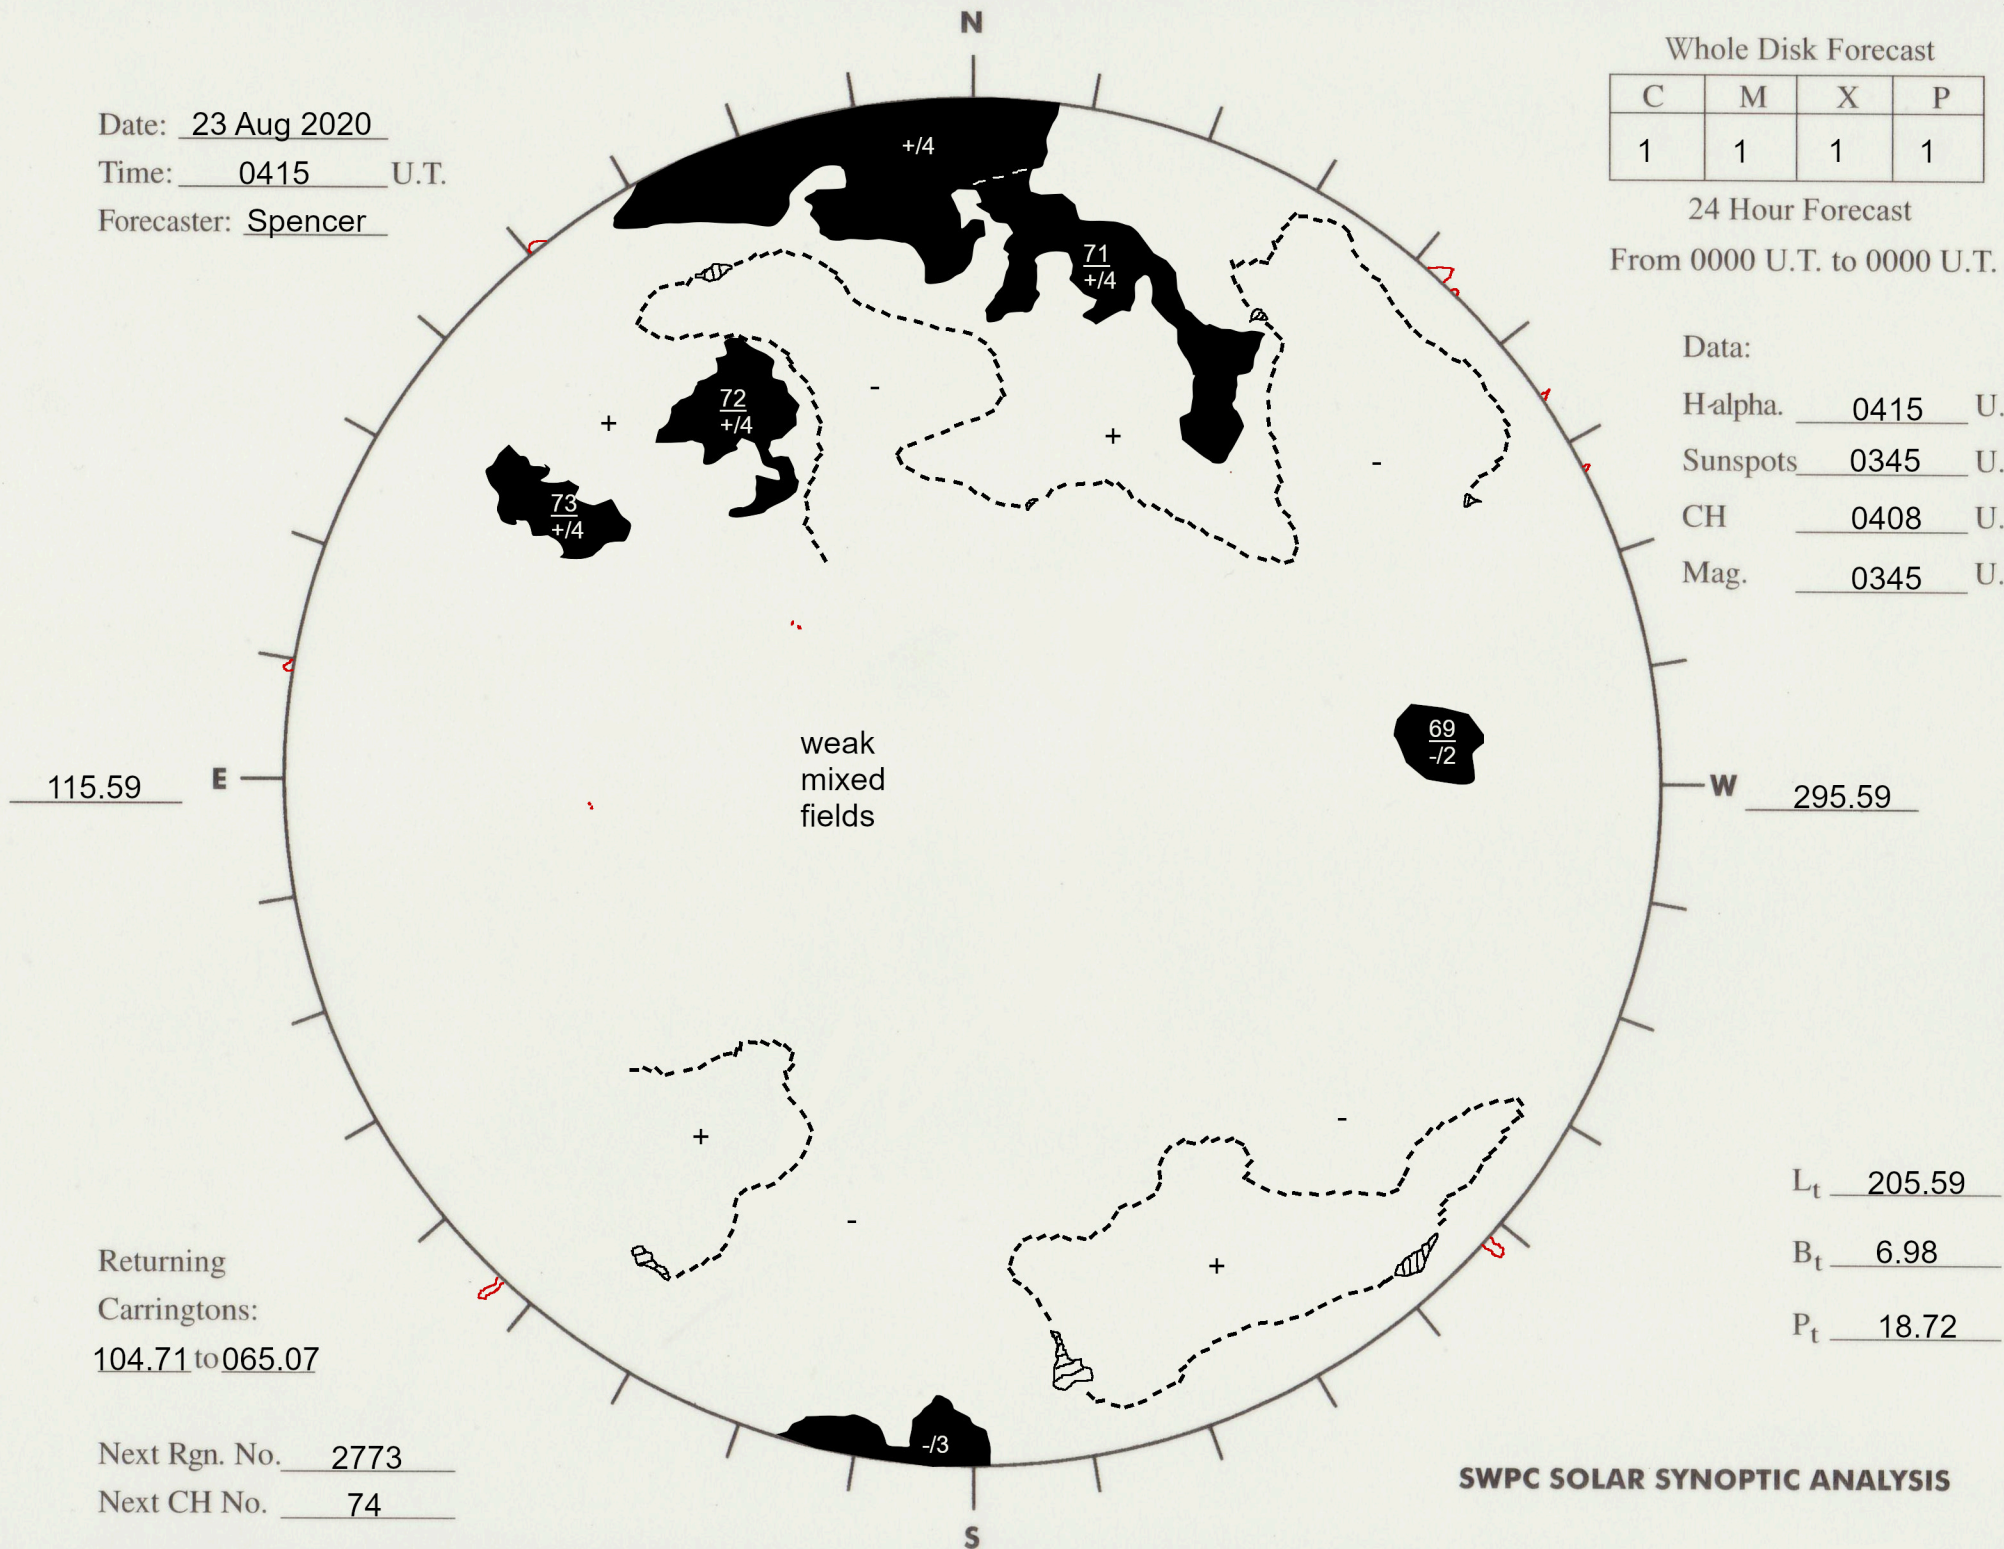 N
Date: 23 Aug 2020
Time: 0415 U.T.
Forecaster: Spencer
Whole Disk Forecast
C M X P
1 1 1 1
24 Hour Forecast
From 0000 U.T. to 0000 U.T.
Data:
H-alpha. 0415 U.
Sunspots 0345 U.
CH 0408 U.
Mag. 0345 U.
+/4
71
+/4
72
+/4
73
+/4
-
+
+
-
69
-/2
weak
mixed
fields
115.59 E
W 295.59
+
-
-
+
-/3
Lt 205.59
Bt 6.98
Pt 18.72
Returning
Carringtons:
104.71 to 065.07
Next Rgn. No. 2773
Next CH No. 74
SWPC SOLAR SYNOPTIC ANALYSIS
S